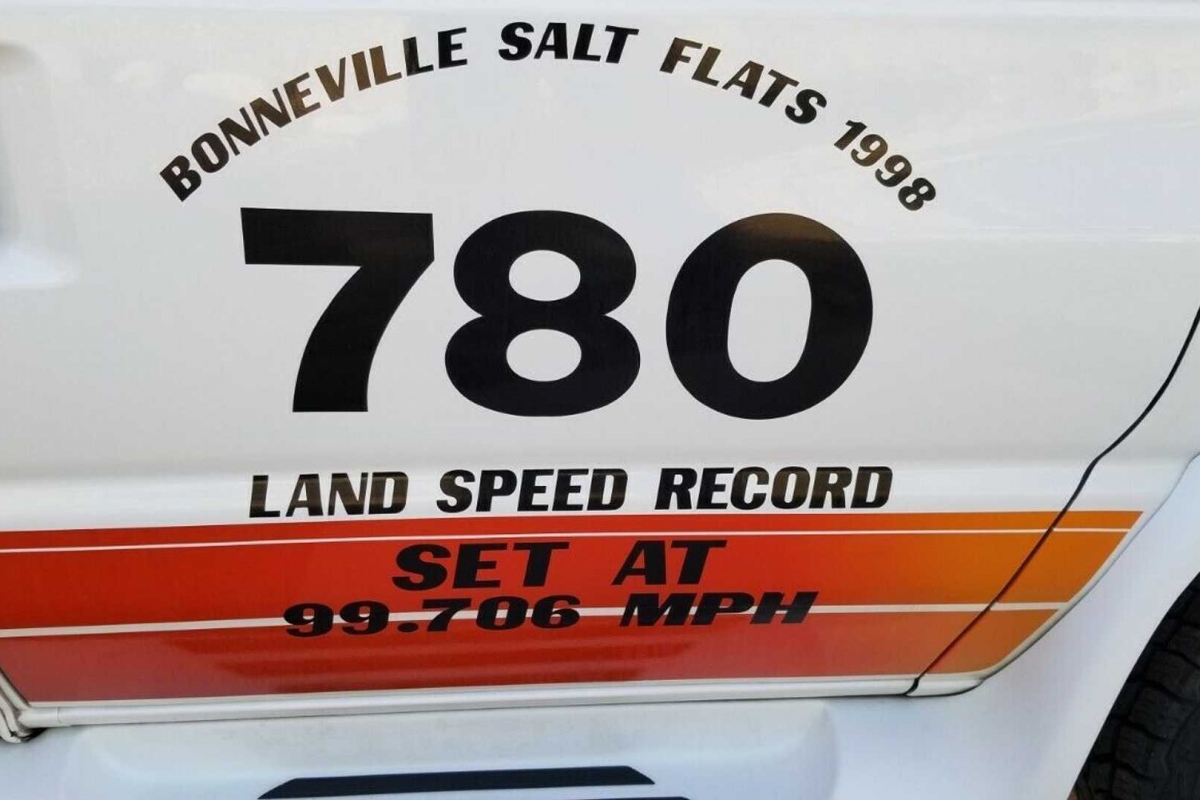 BONNEVILLE SALT FLATS 1998
780
LAND SPEED RECORD
SET AT
99.706 MPH